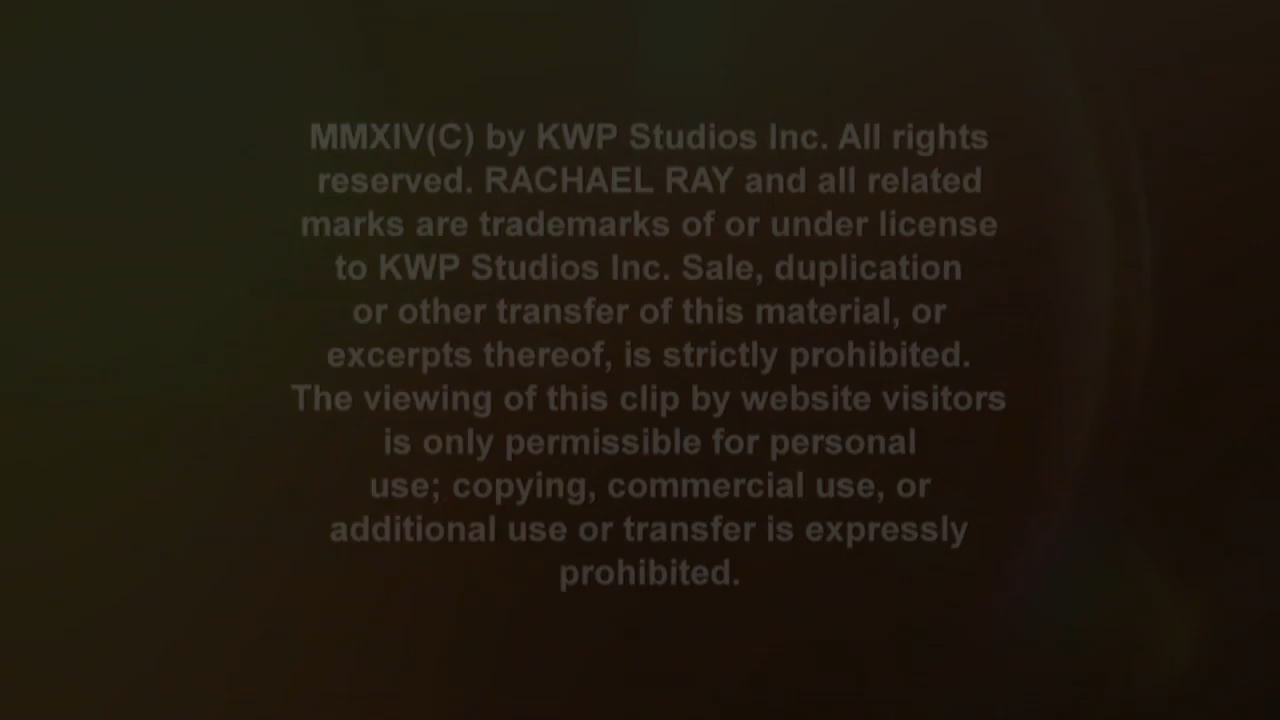 MMXIV(C) by KWP Studios Inc. All rights
reserved. RACHAEL RAY and all related
marks are trademarks of or under license
to KWP Studios Inc. Sale, duplication
or other transfer of this material, or
excerpts thereof, is strictly prohibited.
The viewing of this clip by website visitors
is only permissible for personal
use; copying, commercial use, or
additional use or transfer is expressly
prohibited.